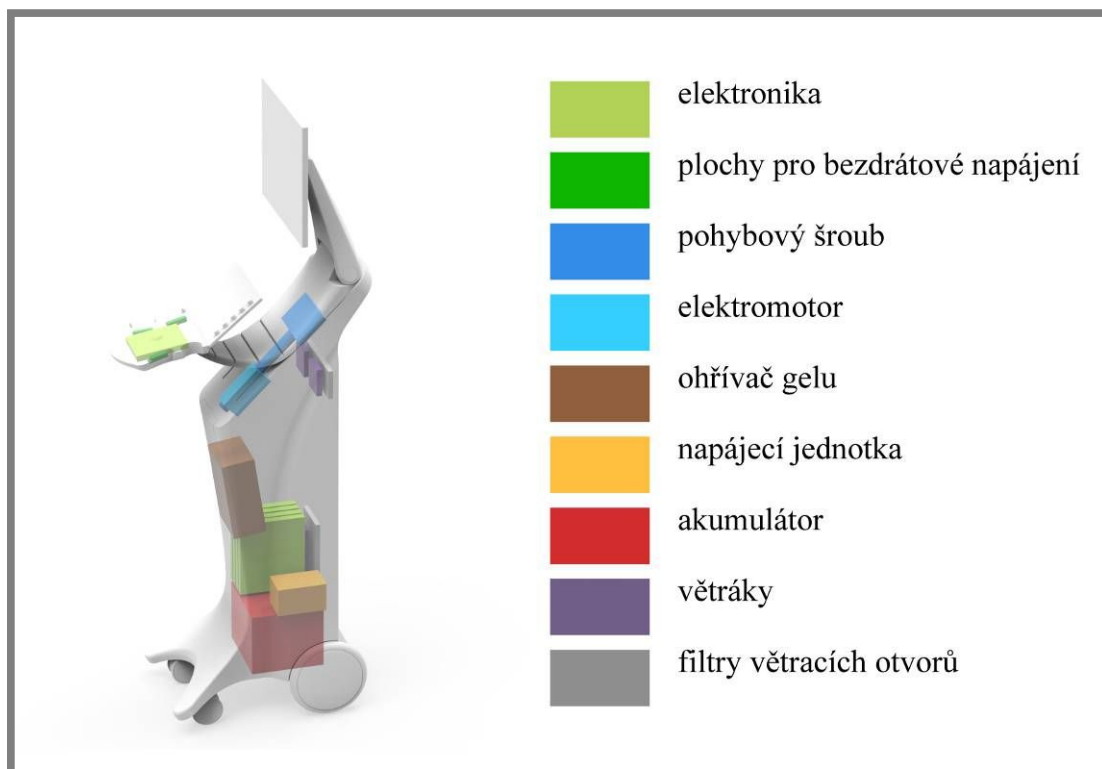 elektronika
plochy pro bezdrátové napájení
pohybový šroub
elektromotor
ohřívač gelu
napájecí jednotka
akumulátor
větráky
filtry větracích otvorů